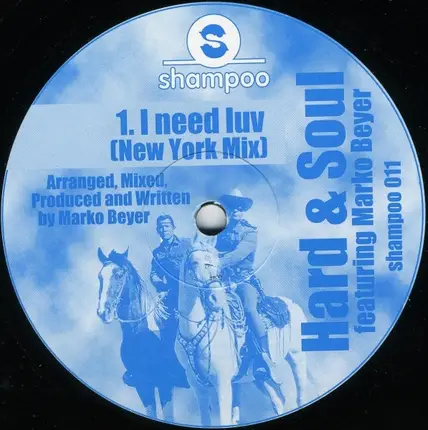 S
shampoo
1. I need luv
(New York Mix)
Arranged, Mixed,
Produced and Written
by Marko Beyer
Hard & Soul
featuring Marko Beyer
shampoo 011